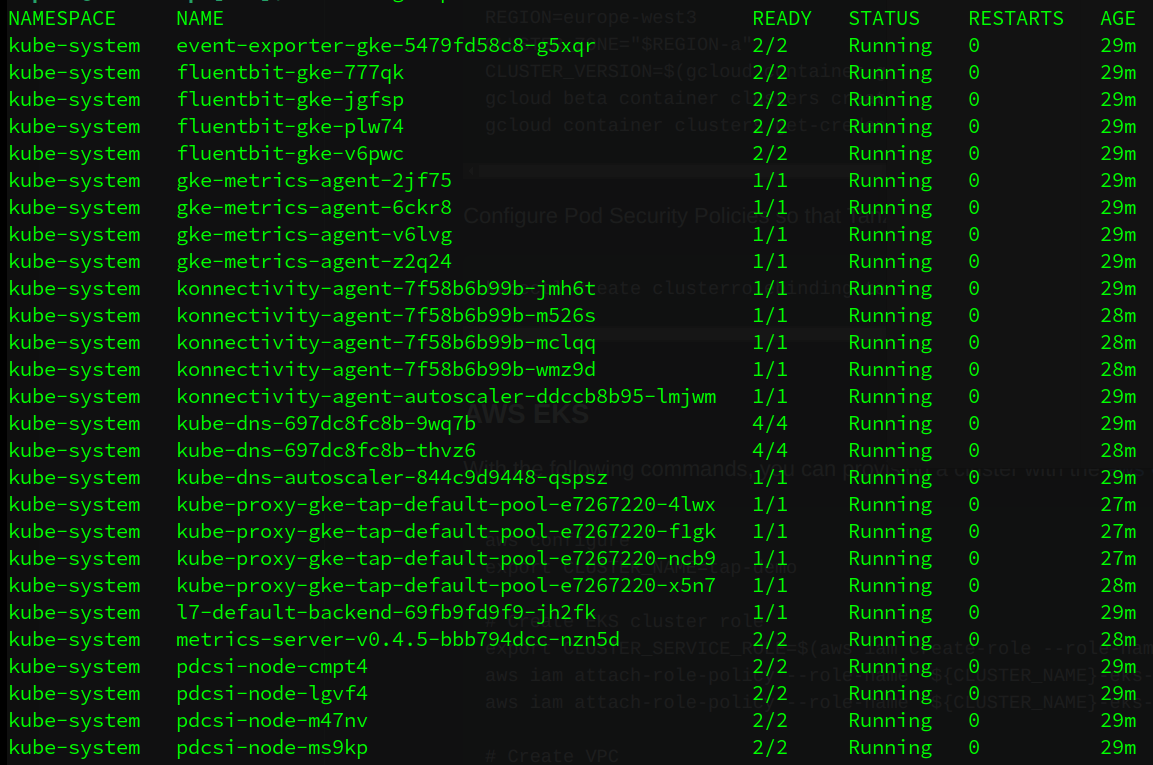 NAMESPACE NAME READY STATUS RESTARTS AGE
kube-system event-exporter-gke-5479fd58c8-g5xqr 2/2 Running 0 29m
kube-system fluentbit-gke-777qk 2/2 Running 0 29m
kube-system fluentbit-gke-jgfsp 2/2 Running 0 29m
kube-system fluentbit-gke-plw74 2/2 Running 0 29m
kube-system fluentbit-gke-v6pwc 2/2 Running 0 29m
kube-system gke-metrics-agent-2jf75 1/1 Running 0 29m
kube-system gke-metrics-agent-6ckr8 1/1 Running 0 29m
kube-system gke-metrics-agent-v6lvg 1/1 Running 0 29m
kube-system gke-metrics-agent-z2q24 1/1 Running 0 29m
kube-system konnectivity-agent-7f58b6b99b-jmh6t 1/1 Running 0 29m
kube-system konnectivity-agent-7f58b6b99b-m526s 1/1 Running 0 28m
kube-system konnectivity-agent-7f58b6b99b-mclqq 1/1 Running 0 28m
kube-system konnectivity-agent-7f58b6b99b-wmz9d 1/1 Running 0 28m
kube-system konnectivity-agent-autoscaler-ddccb8b95-lmjwm 1/1 Running 0 29m
kube-system kube-dns-697dc8fc8b-9wq7b 4/4 Running 0 29m
kube-system kube-dns-697dc8fc8b-thvz6 4/4 Running 0 28m
kube-system kube-dns-autoscaler-844c9d9448-qspsz 1/1 Running 0 29m
kube-system kube-proxy-gke-tap-default-pool-e7267220-4lwx 1/1 Running 0 27m
kube-system kube-proxy-gke-tap-default-pool-e7267220-f1gk 1/1 Running 0 27m
kube-system kube-proxy-gke-tap-default-pool-e7267220-ncb9 1/1 Running 0 27m
kube-system kube-proxy-gke-tap-default-pool-e7267220-x5n7 1/1 Running 0 28m
kube-system l7-default-backend-69fb9fd9f9-jh2fk 1/1 Running 0 29m
kube-system metrics-server-v0.4.5-bbb794dcc-nzn5d 2/2 Running 0 28m
kube-system pdcsi-node-cmpt4 2/2 Running 0 29m
kube-system pdcsi-node-lgvf4 2/2 Running 0 29m
kube-system pdcsi-node-m47nv 2/2 Running 0 29m
kube-system pdcsi-node-ms9kp 2/2 Running 0 29m